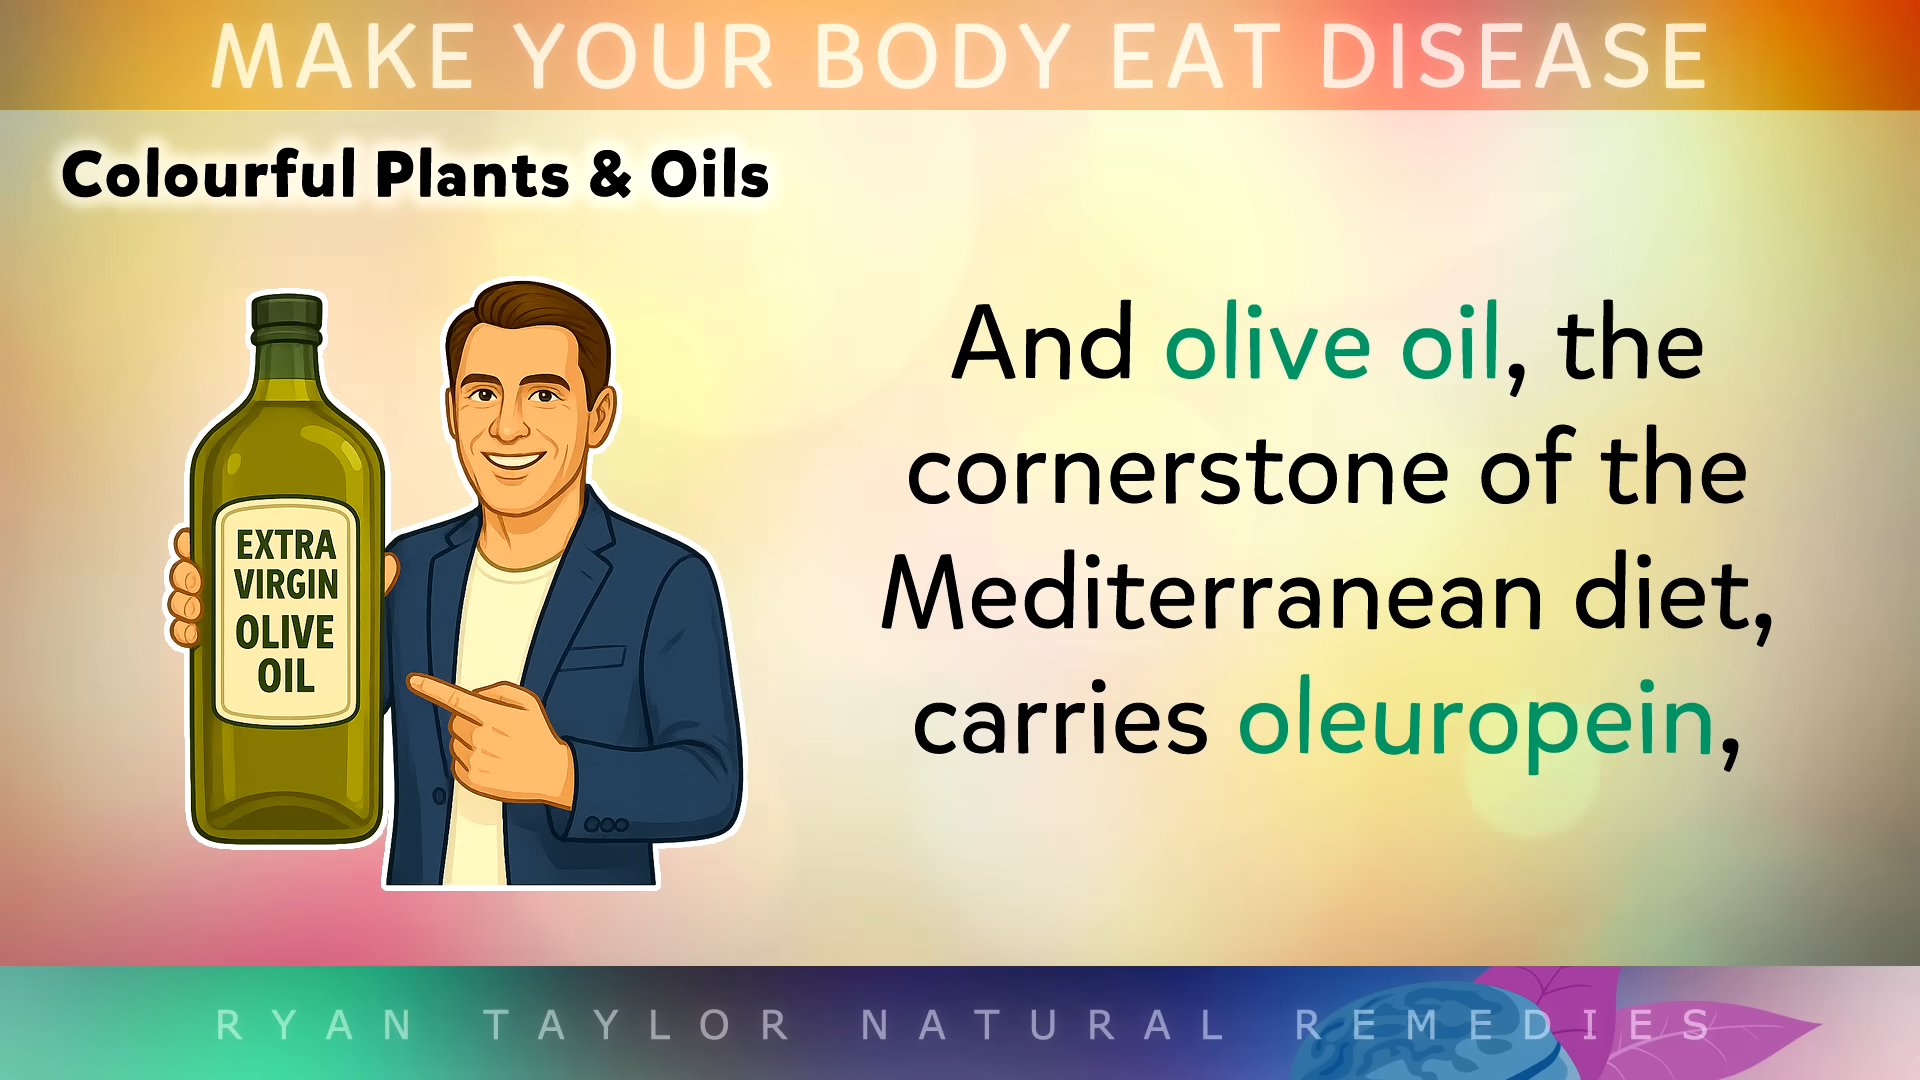 MAKE YOUR BODY EAT DISEASE
Colourful Plants & Oils
EXTRA
VIRGIN
OLIVE
OIL
And olive oil, the
cornerstone of the
Mediterranean diet,
carries oleuropein,
RYAN TAYLOR NATURAL REMEDIES